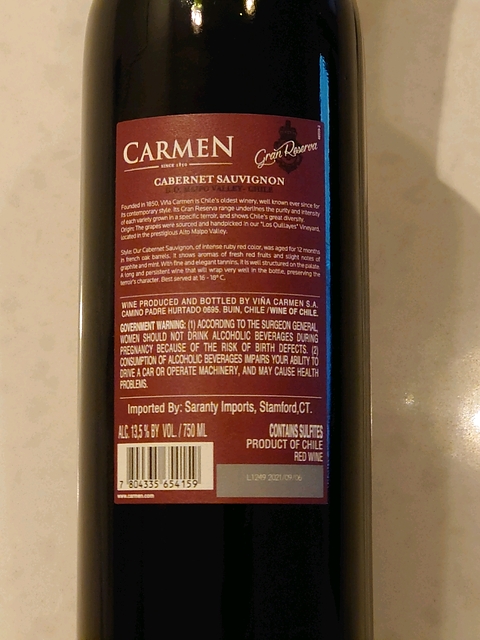 CARMEN
SINCE 1850
Gran Reserva
CABERNET SAUVIGNON
D.O. MAIPO VALLEY - CHILE
Founded in 1850, Viña Carmen is Chile's oldest winery, well known ever since for
its contemporary style. Its Gran Reserva range underlines the purity and intensity
of each variety grown in a specific terroir, and shows Chile's great diversity.
Origin: The grapes were sourced and handpicked in our "Los Quillayes" Vineyard,
located in the prestigious Alto Maipo Valley.
Style: Our Cabernet Sauvignon, of intense ruby red color, was aged for 12 months
in french oak barrels. It shows aromas of fresh red fruits and slight notes of
graphite and mint. With fine and elegant tannins, it is well structured on the palate.
A long and persistent wine that will wrap very well in the bottle, preserving the
terroir's character. Best served at 16 - 18° C.
WINE PRODUCED AND BOTTLED BY VIÑA CARMEN S.A.
CAMINO PADRE HURTADO 0695. BUIN, CHILE /WINE OF CHILE.
GOVERNMENT WARNING: (1) ACCORDING TO THE SURGEON GENERAL,
WOMEN SHOULD NOT DRINK ALCOHOLIC BEVERAGES DURING
PREGNANCY BECAUSE OF THE RISK OF BIRTH DEFECTS. (2)
CONSUMPTION OF ALCOHOLIC BEVERAGES IMPAIRS YOUR ABILITY TO
DRIVE A CAR OR OPERATE MACHINERY, AND MAY CAUSE HEALTH
PROBLEMS.
Imported By: Saranty Imports, Stamford,CT.
ALC. 13,5 % BY VOL. / 750 ML
CONTAINS SULFITES
PRODUCT OF CHILE
RED WINE
7 804335 654159
L1249 2021/09/06
www.carmen.com